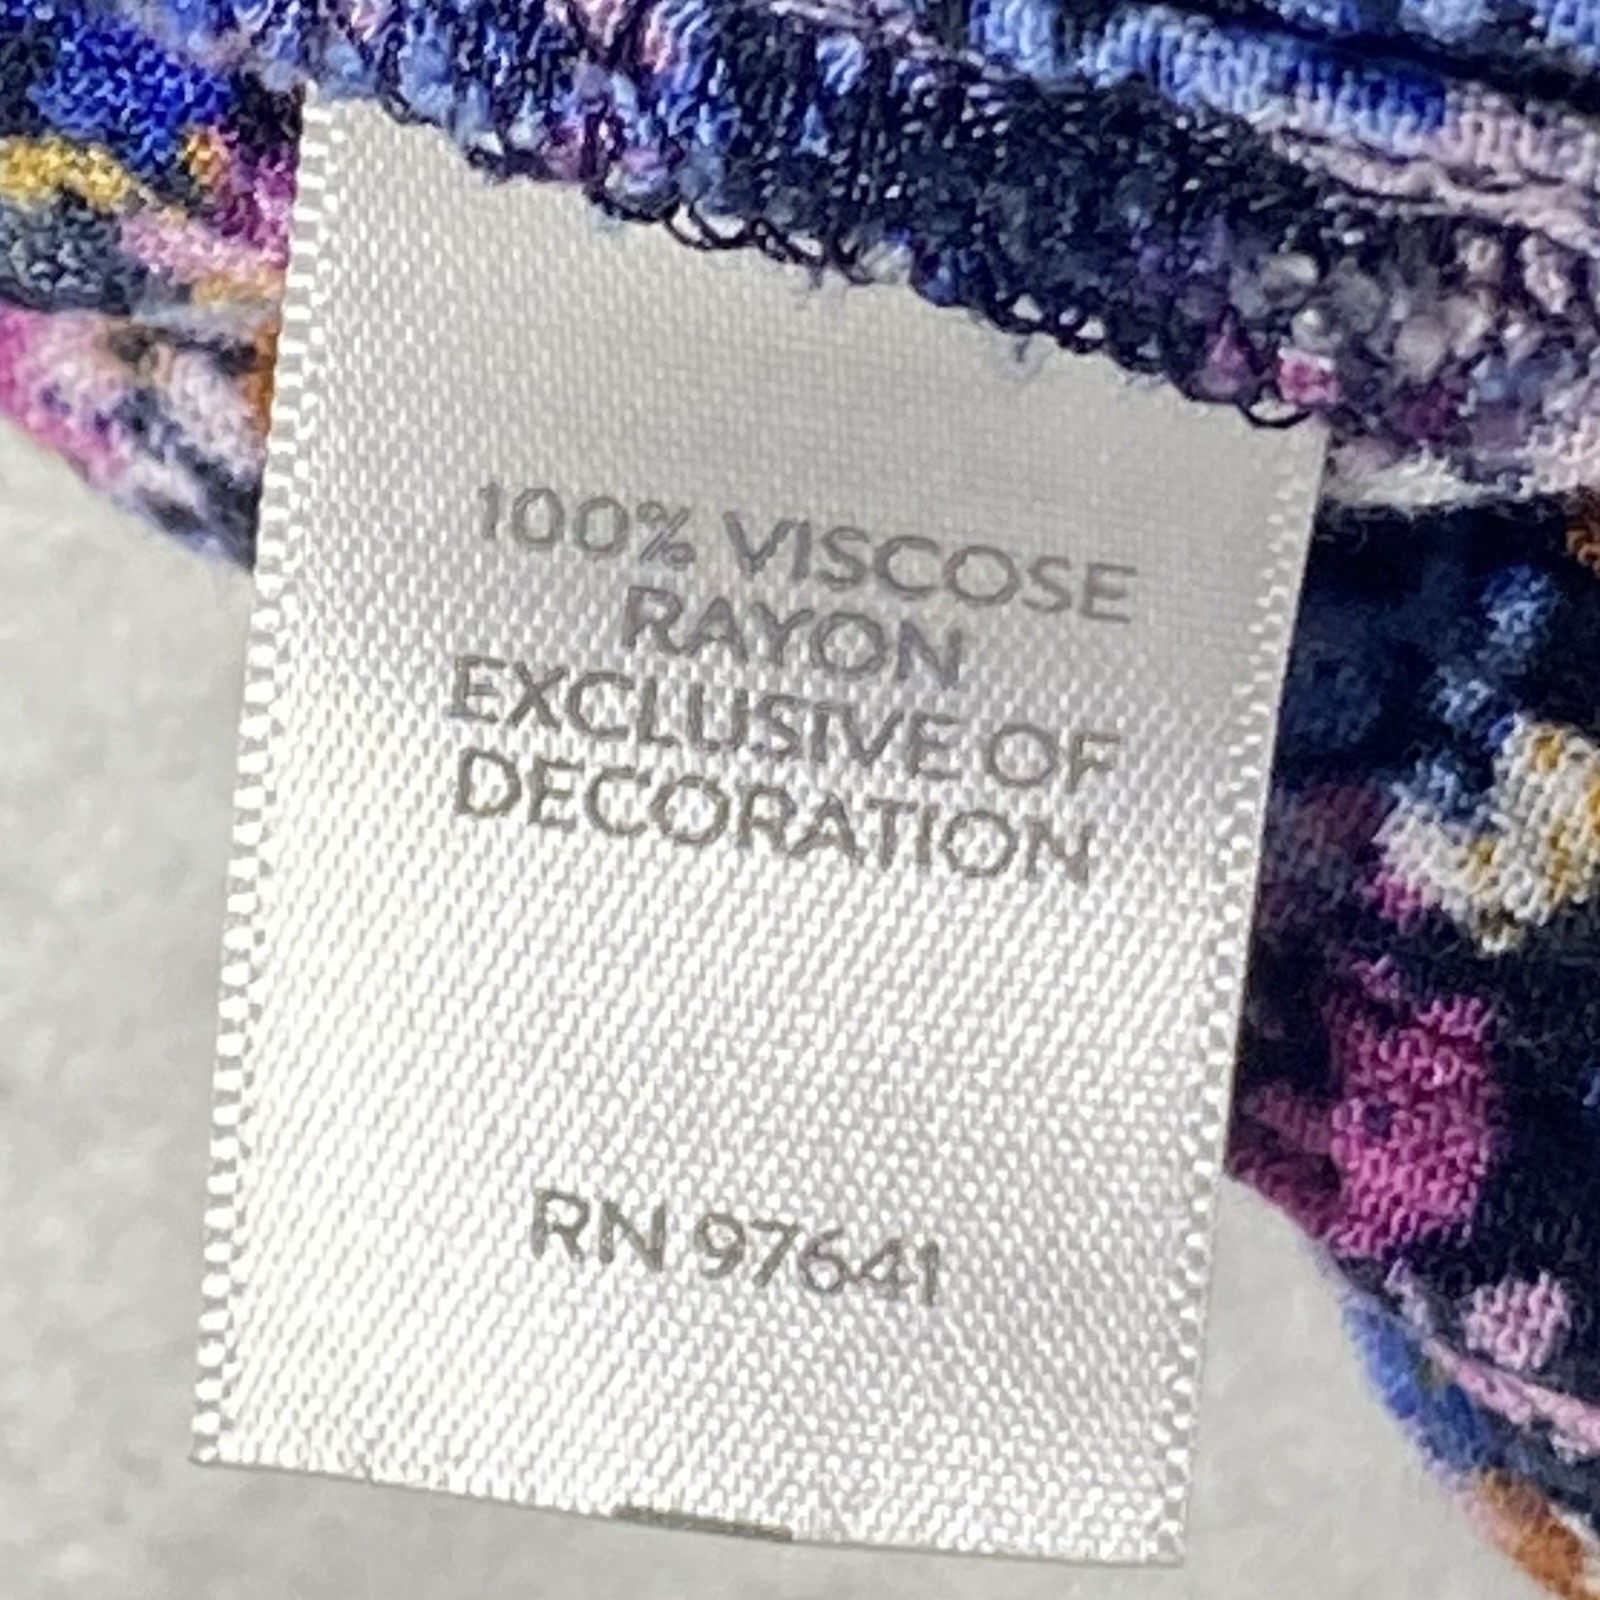 100% VISCOSE
RAYON
EXCLUSIVE OF
DECORATION
RN 97641